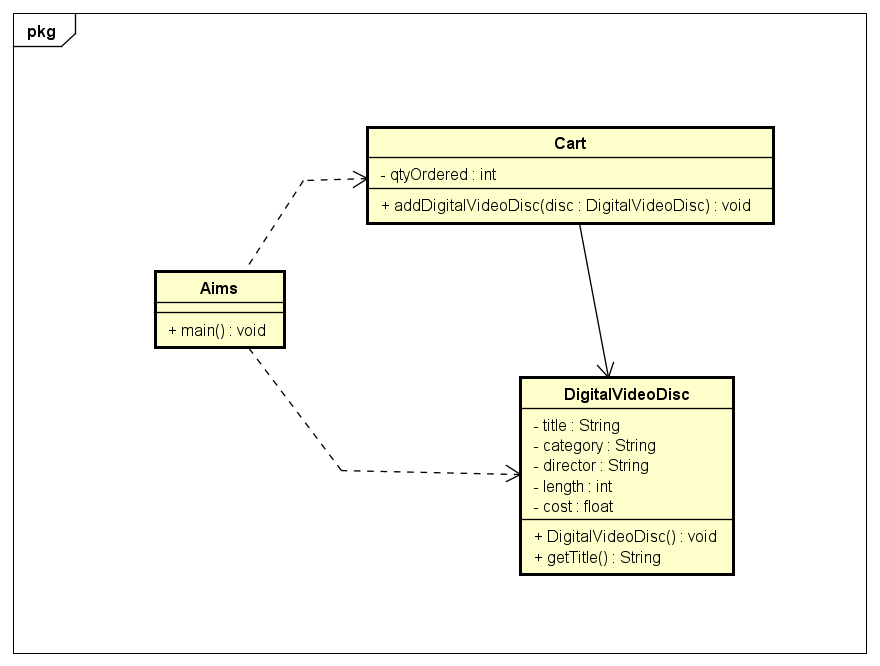 pkg
Cart
- qtyOrdered : int
+ addDigitalVideoDisc(disc : DigitalVideoDisc) : void
Aims
+ main() : void
DigitalVideoDisc
- title : String
- category : String
- director : String
- length : int
- cost : float
+ DigitalVideoDisc() : void
+ getTitle() : String